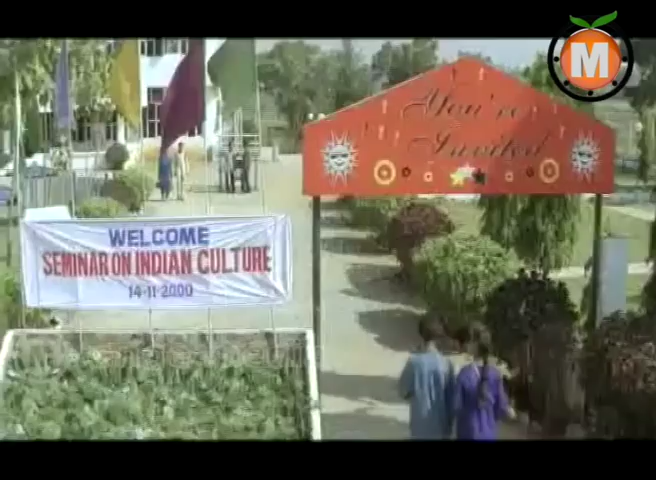 M
You're
Invited
WELCOME
SEMINAR ON INDIAN CULTURE
14-11-2000